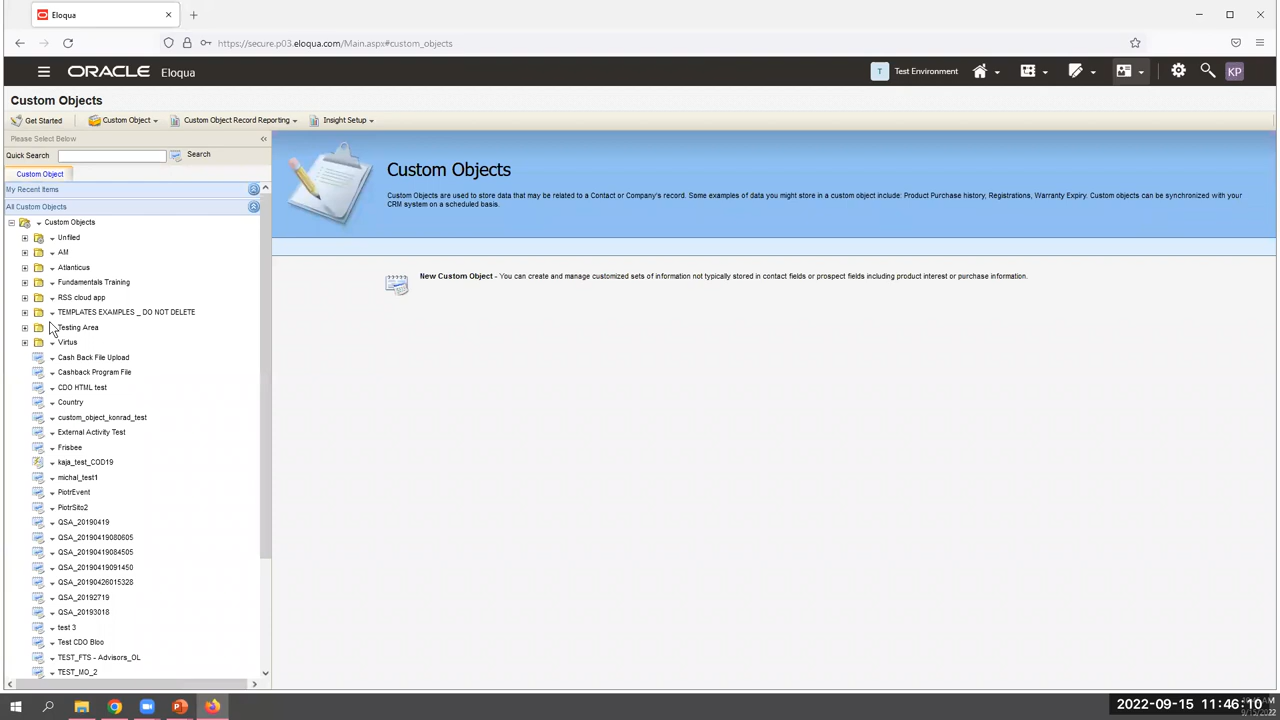 Eloqua
https://secure.p03.eloqua.com/Main.aspx#custom_objects
ORACLE Eloqua
T Test Environment KP
Custom Objects
Get Started Custom Object Custom Object Record Reporting Insight Setup
Please Select Below
Quick Search Search
Custom Object
My Recent Items
All Custom Objects
Custom Objects
Unfiled
AM
Atlanticus
Fundamentals Training
RSS cloud app
TEMPLATES EXAMPLES _ DO NOT DELETE
Testing Area
Virtus
Cash Back File Upload
Cashback Program File
CDO HTML test
Country
custom_object_konrad_test
External Activity Test
Frisbee
kaja_test_COD19
michal_test1
PiotrEvent
PiotrSito2
QSA_20190419
QSA_20190419080605
QSA_20190419084505
QSA_20190419091450
QSA_20190426015328
QSA_20192719
QSA_20193018
test 3
Test CDO Bloo
TEST_FTS - Advisors_OL
TEST_MO_2
Custom Objects
Custom Objects are used to store data that may be related to a Contact or Company's record. Some examples of data you might store in a custom object include: Product Purchase history, Registrations, Warranty Expiry. Custom objects can be synchronized with your
CRM system on a scheduled basis.
New Custom Object - You can create and manage customized sets of information not typically stored in contact fields or prospect fields including product interest or purchase information.
2022-09-15 11:46:10